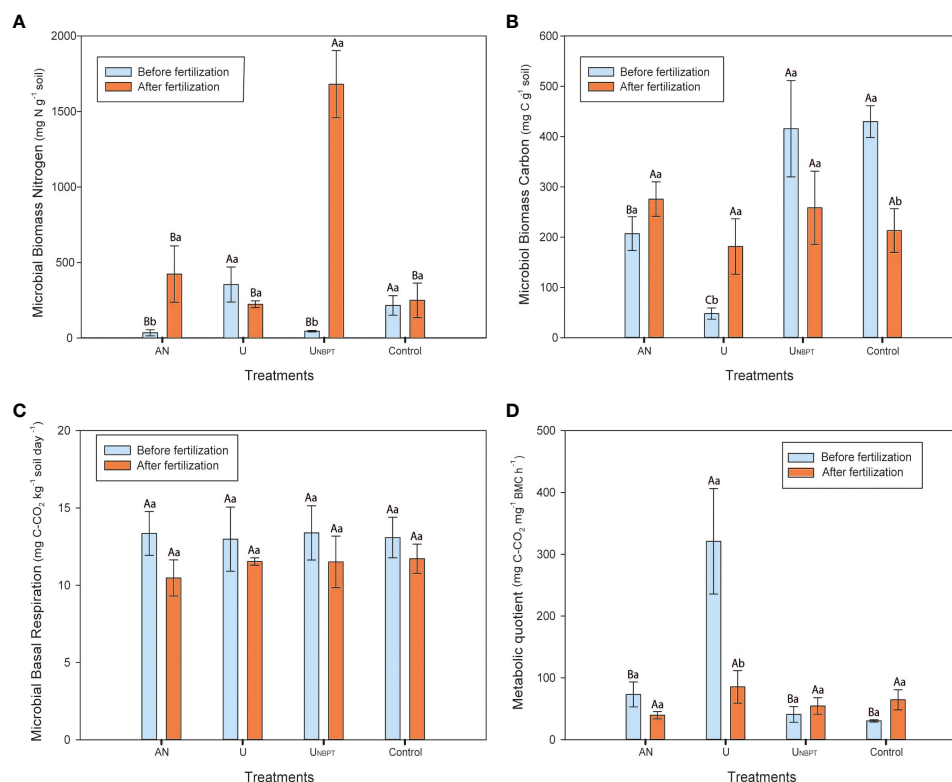 A
2000
1500
1000
500
0
Microbial Biomass Nitrogen (mg N g⁻¹ soil)
Before fertilization
After fertilization
Bb
Ba
Aa
Ba
Bb
Aa
Aa
Ba
AN
U
UNBPT
Control
Treatments
B
600
500
400
300
200
100
0
Microbiol Biomass Carbon (mg C g⁻¹ soil)
Before fertilization
After fertilization
Ba
Aa
Cb
Aa
Aa
Aa
Aa
Ab
AN
U
UNBPT
Control
Treatments
C
20
15
10
5
0
Microbial Basal Respiration (mg C-CO₂ kg⁻¹ soil day ⁻¹)
Before fertilization
After fertilization
Aa
Aa
Aa
Aa
Aa
Aa
Aa
Aa
AN
U
UNBPT
Control
Treatments
D
500
400
300
200
100
0
Metabolic quotient (mg C-CO₂ mg⁻¹ BMC h⁻¹)
Before fertilization
After fertilization
Ba
Aa
Aa
Ab
Ba
Aa
Ba
Aa
AN
U
UNBPT
Control
Treatments